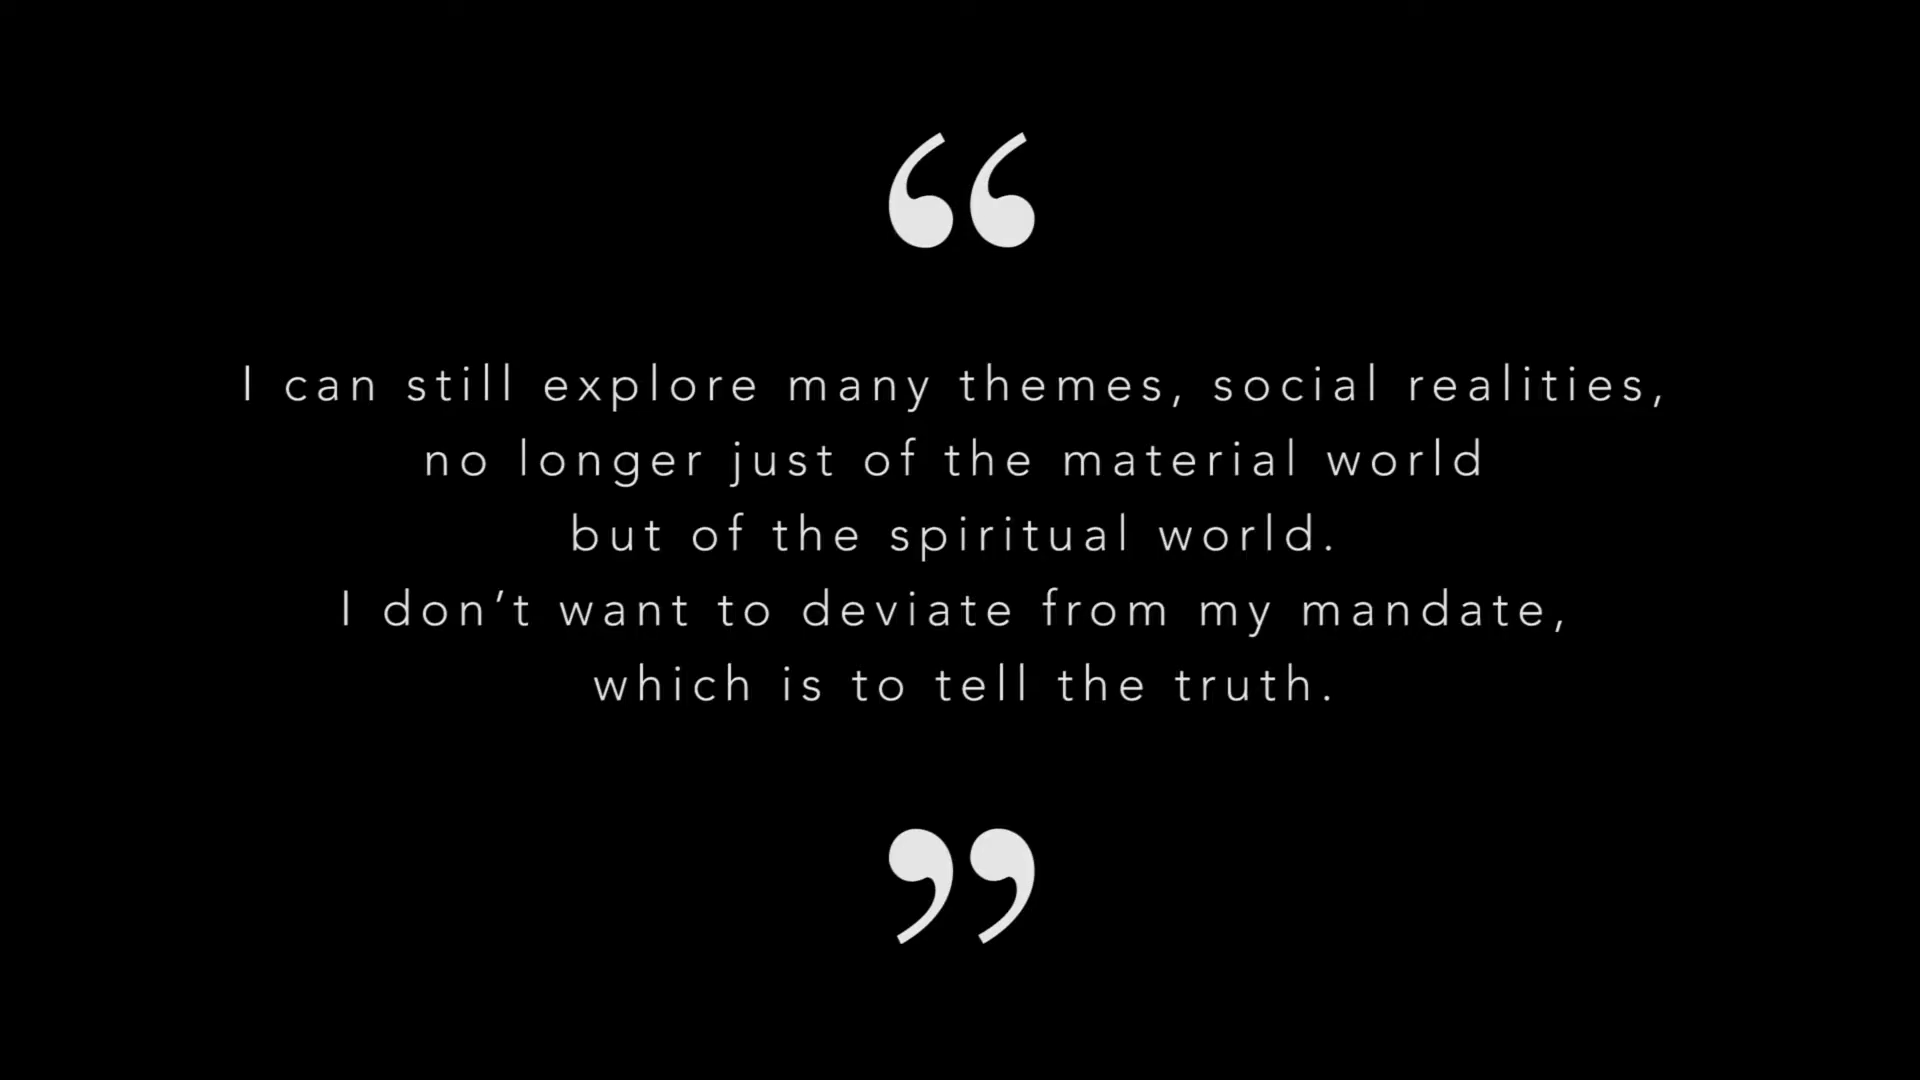 “
I can still explore many themes, social realities,
no longer just of the material world
but of the spiritual world.
I don’t want to deviate from my mandate,
which is to tell the truth.
”